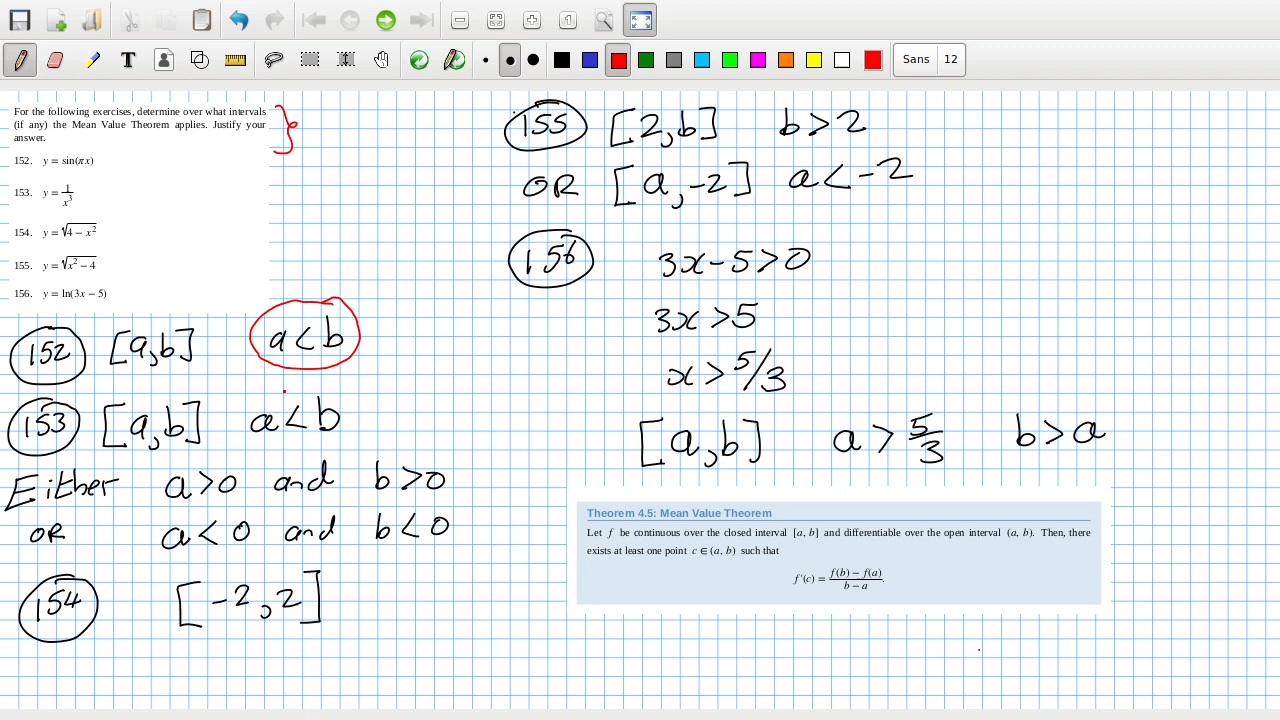 Sans 12
For the following exercises, determine over what intervals
(if any) the Mean Value Theorem applies. Justify your
answer.
152. y = sin(πx)
153. y = 1/x³
154. y = √(4 − x²)
155. y = √(x² − 4)
156. y = ln(3x − 5)
152 [a,b] a < b
153 [a,b] a < b
Either a > 0 and b > 0
OR a < 0 and b < 0
154 [-2,2]
155 [2,b] b > 2
OR [a,-2] a < -2
156 3x - 5 > 0
3x > 5
x > 5/3
[a,b] a > 5/3 b > a
Theorem 4.5: Mean Value Theorem
Let f be continuous over the closed interval [a, b] and differentiable over the open interval (a, b). Then, there
exists at least one point c ∈ (a, b) such that
f′(c) = (f(b) − f(a))/(b − a).